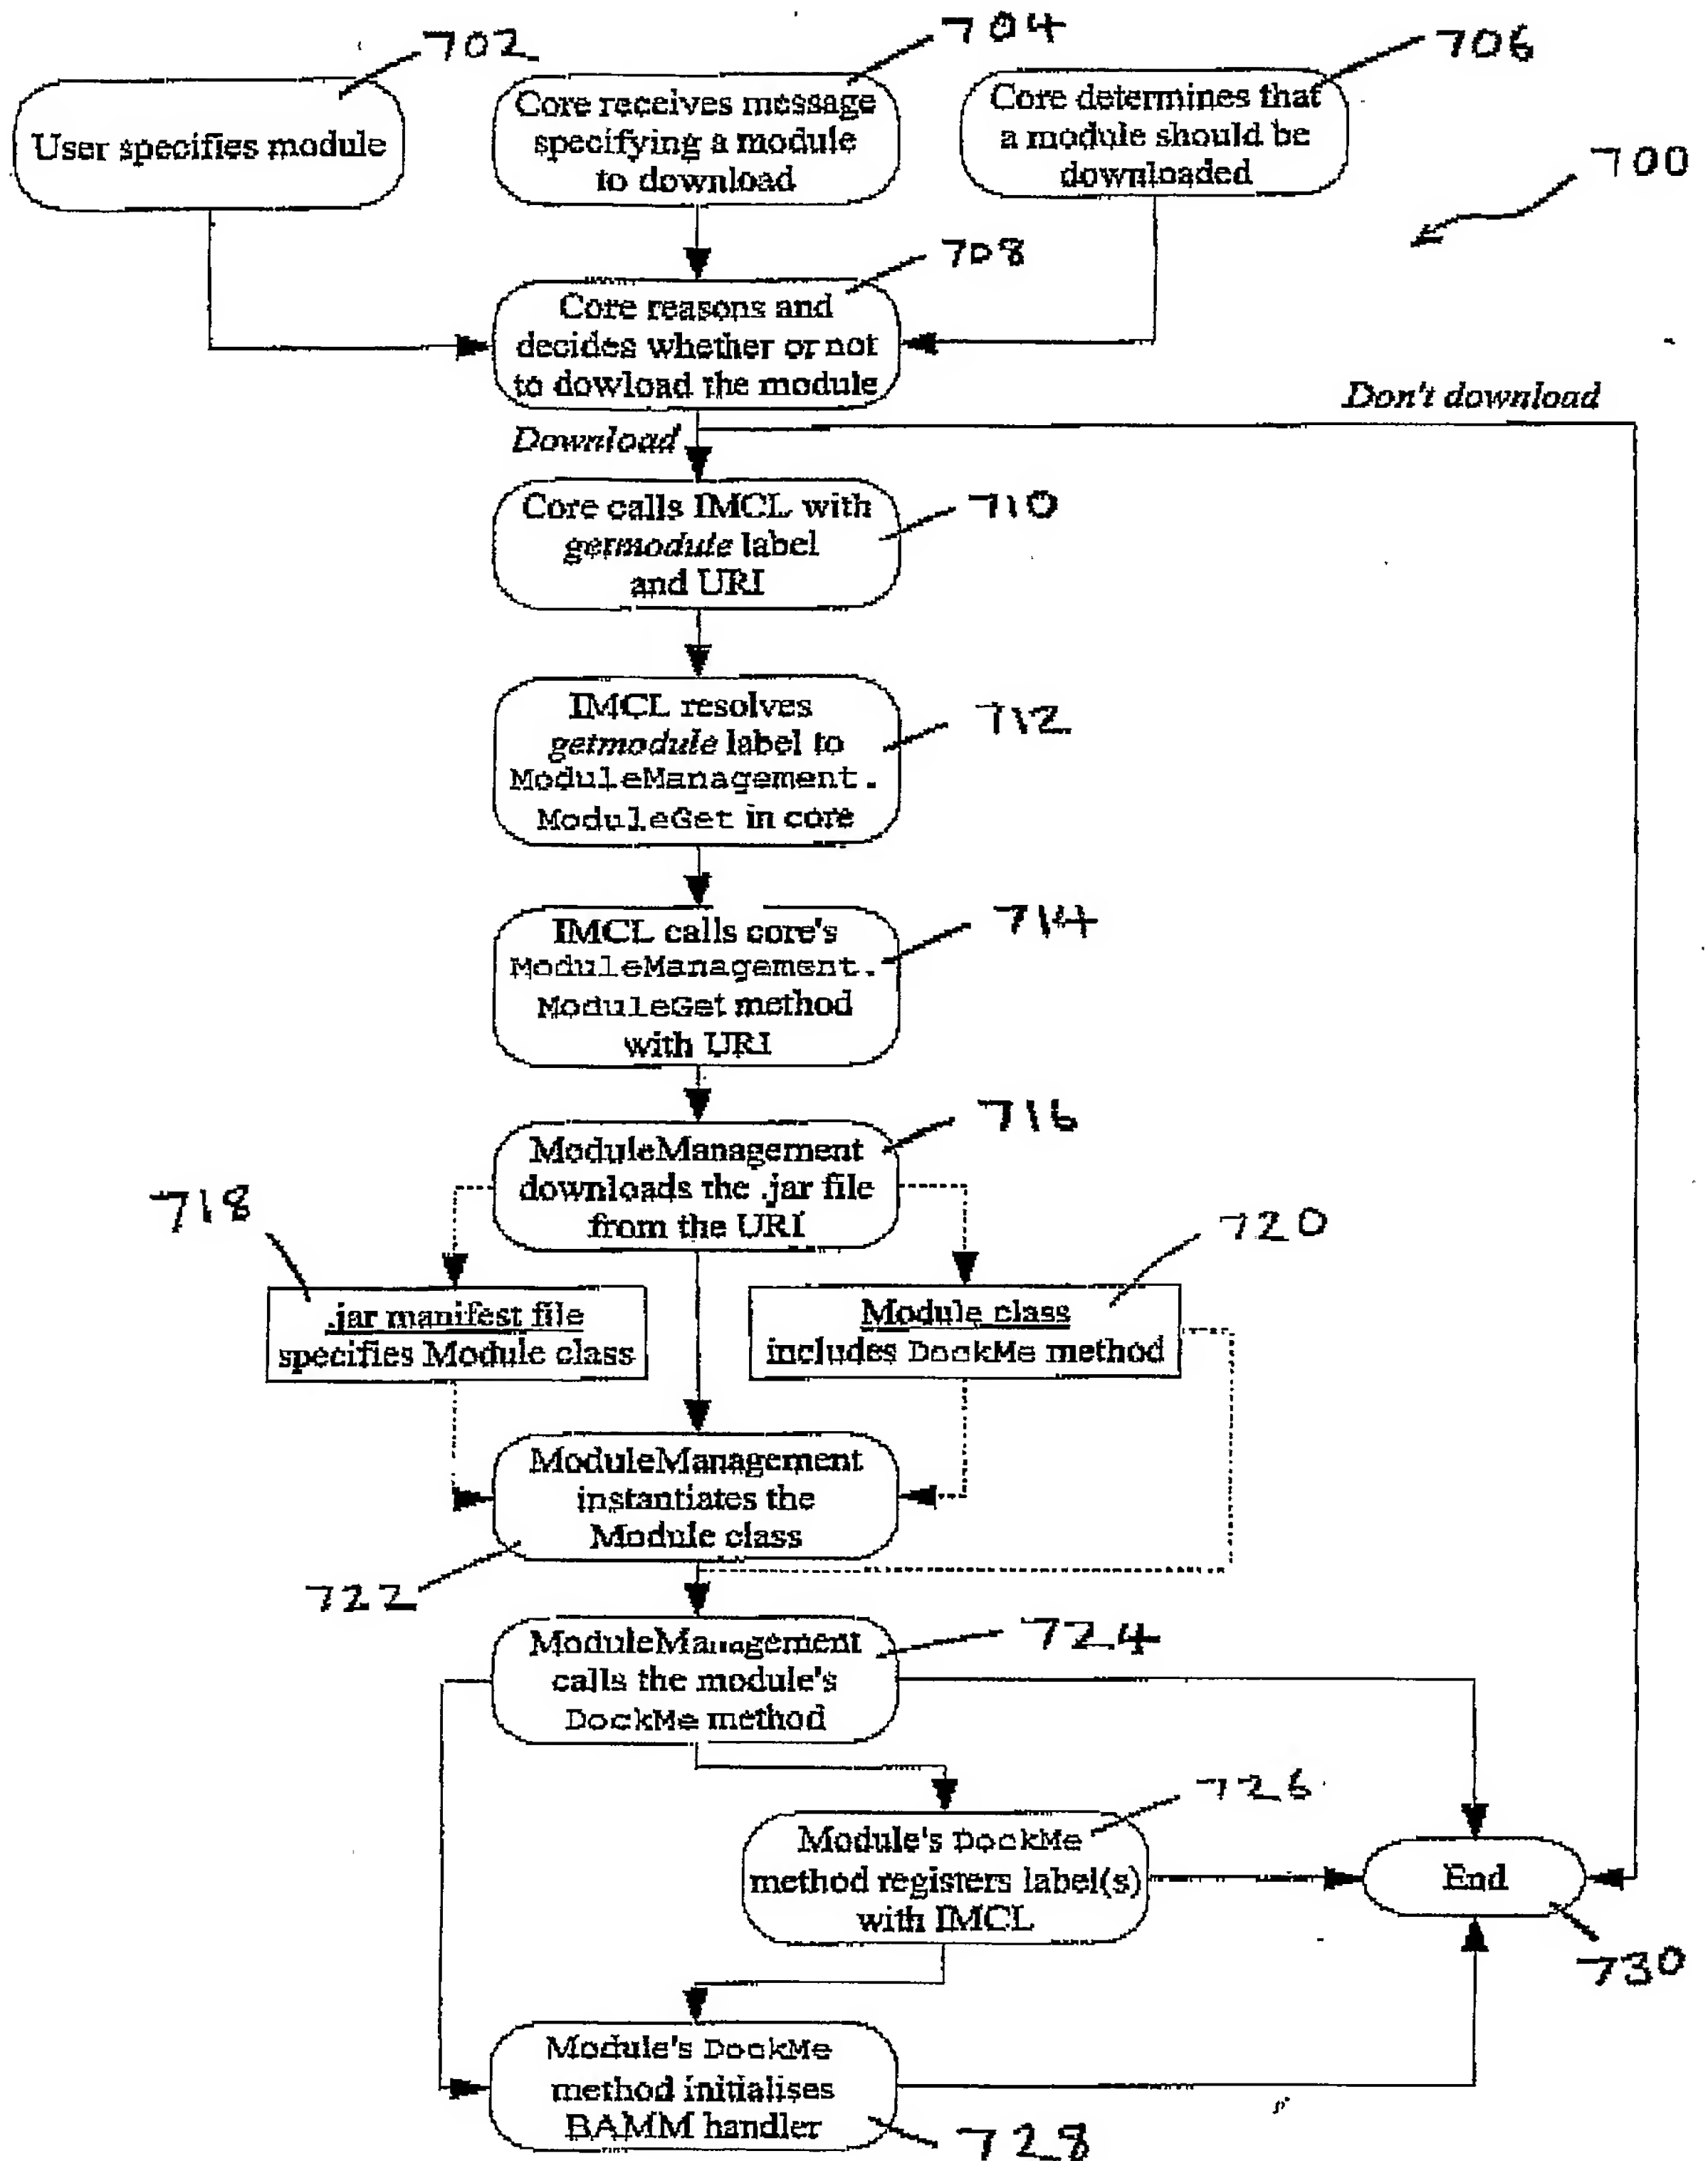 702
704
706
User specifies module
Core receives message
specifying a module
to download
Core determines that
a module should be
downloaded
700
708
Core reasons and
decides whether or not
to dowload the module
Don't download
Download
Core calls IMCL with
getmodule label
and URI
710
IMCL resolves
getmodule label to
ModuleManagement.
ModuleGet in core
712
IMCL calls core's
ModuleManagement.
ModuleGet method
with URI
714
716
ModuleManagement
downloads the .jar file
from the URI
718
720
.jar manifest file
specifies Module class
Module class
includes DockMe method
ModuleManagement
instantiates the
Module class
722
ModuleManagement
calls the module's
DockMe method
724
726
Module's DockMe
method registers label(s)
with IMCL
End
730
Module's DockMe
method initialises
BAMM handler
728